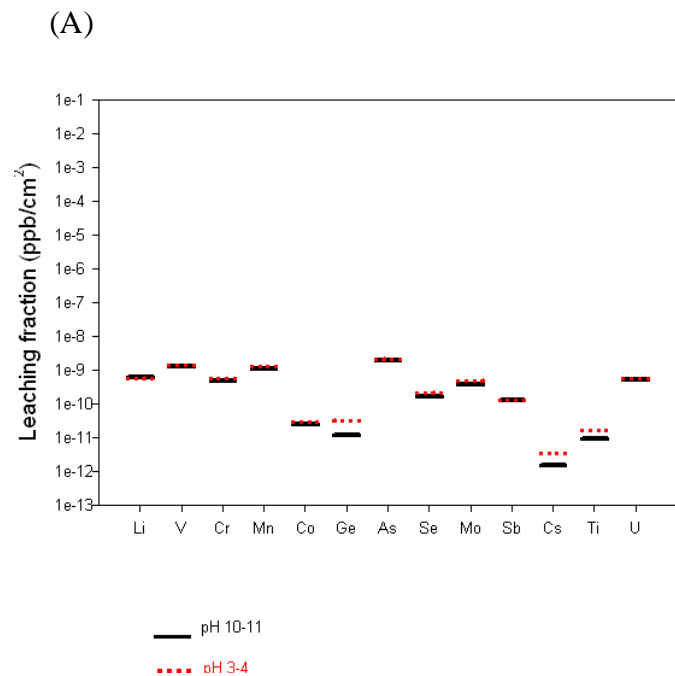 (A)
Leaching fraction (ppb/cm²)
1e-1
1e-2
1e-3
1e-4
1e-5
1e-6
1e-7
1e-8
1e-9
1e-10
1e-11
1e-12
1e-13
Li V Cr Mn Co Ge As Se Mo Sb Cs Ti U
pH 10-11
pH 3-4